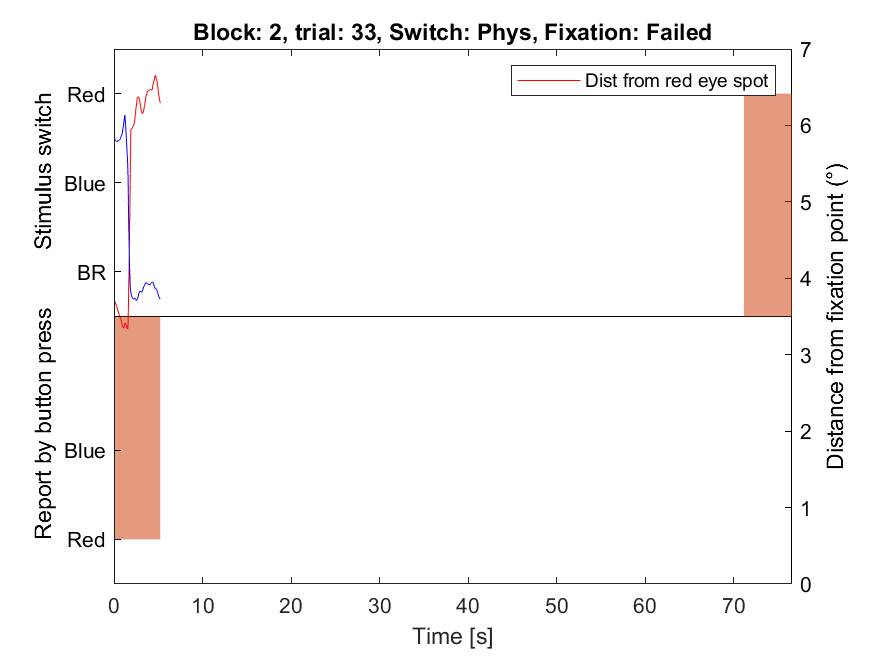 Block: 2, trial: 33, Switch: Phys, Fixation: Failed
Dist from red eye spot
Stimulus switch
Red
Blue
BR
Report by button press
Blue
Red
7
6
5
4
3
2
1
0
Distance from fixation point (°)
0 10 20 30 40 50 60 70
Time [s]